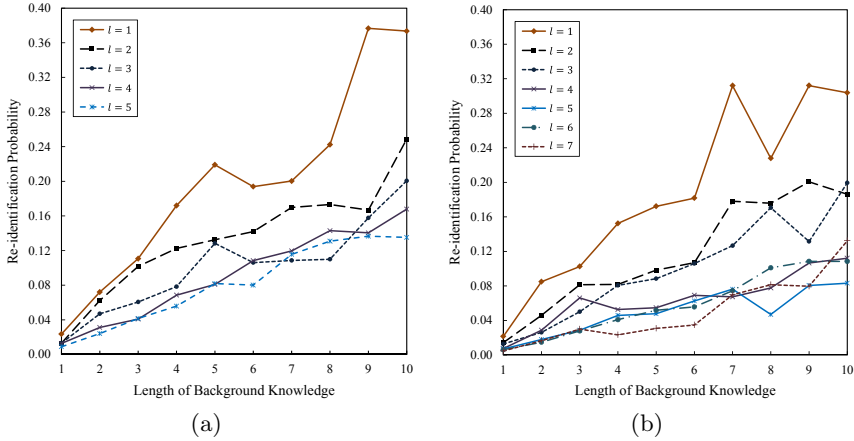 0.40
0.36
0.32
0.28
0.24
0.20
0.16
0.12
0.08
0.04
0.00
Re-identification Probability
l = 1
l = 2
l = 3
l = 4
l = 5
1 2 3 4 5 6 7 8 9 10
Length of Background Knowledge
(a)
0.40
0.36
0.32
0.28
0.24
0.20
0.16
0.12
0.08
0.04
0.00
Re-identification Probability
l = 1
l = 2
l = 3
l = 4
l = 5
l = 6
l = 7
1 2 3 4 5 6 7 8 9 10
Length of Background Knowledge
(b)